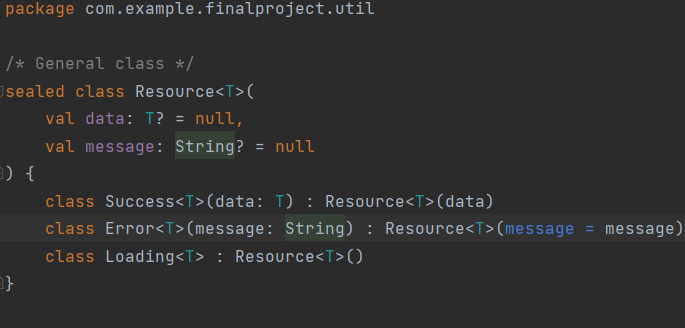 package com.example.finalproject.util
/* General class */
sealed class Resource<T>(
    val data: T? = null,
    val message: String? = null
) {
    class Success<T>(data: T) : Resource<T>(data)
    class Error<T>(message: String) : Resource<T>(message = message)
    class Loading<T> : Resource<T>()
}